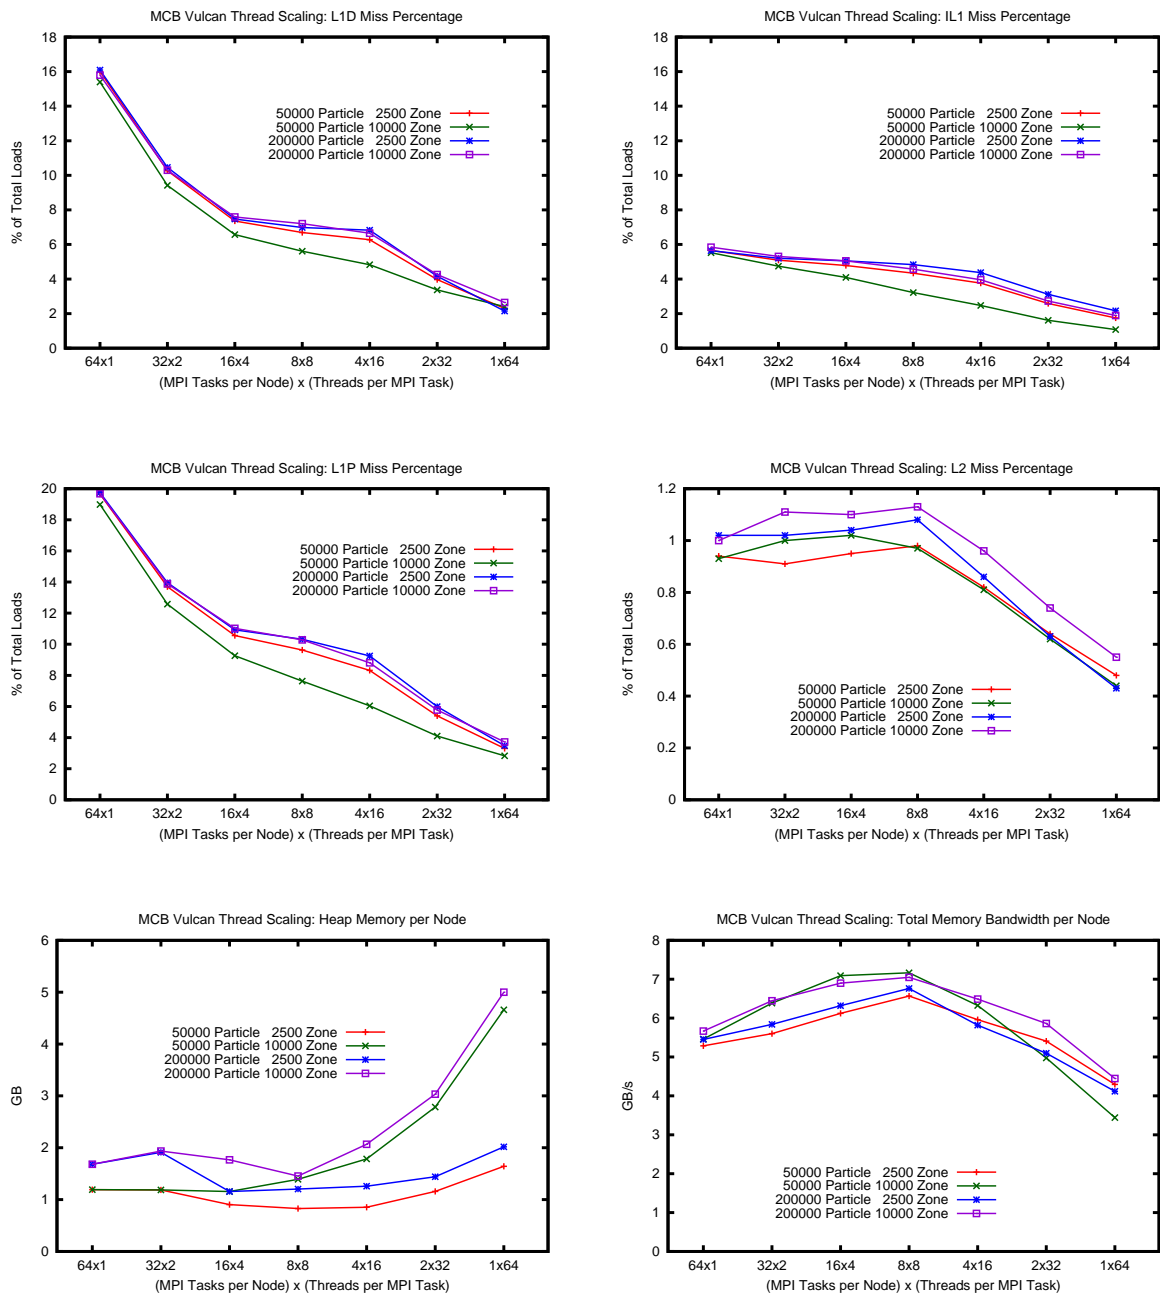 MCB Vulcan Thread Scaling: L1D Miss Percentage
18
16
14
12
10
8
6
4
2
0
% of Total Loads
50000 Particle 2500 Zone
50000 Particle 10000 Zone
200000 Particle 2500 Zone
200000 Particle 10000 Zone
64x1 32x2 16x4 8x8 4x16 2x32 1x64
(MPI Tasks per Node) x (Threads per MPI Task)
MCB Vulcan Thread Scaling: IL1 Miss Percentage
18
16
14
12
10
8
6
4
2
0
% of Total Loads
50000 Particle 2500 Zone
50000 Particle 10000 Zone
200000 Particle 2500 Zone
200000 Particle 10000 Zone
64x1 32x2 16x4 8x8 4x16 2x32 1x64
(MPI Tasks per Node) x (Threads per MPI Task)
MCB Vulcan Thread Scaling: L1P Miss Percentage
20
18
16
14
12
10
8
6
4
2
0
% of Total Loads
50000 Particle 2500 Zone
50000 Particle 10000 Zone
200000 Particle 2500 Zone
200000 Particle 10000 Zone
64x1 32x2 16x4 8x8 4x16 2x32 1x64
(MPI Tasks per Node) x (Threads per MPI Task)
MCB Vulcan Thread Scaling: L2 Miss Percentage
1.2
1
0.8
0.6
0.4
0.2
0
% of Total Loads
50000 Particle 2500 Zone
50000 Particle 10000 Zone
200000 Particle 2500 Zone
200000 Particle 10000 Zone
64x1 32x2 16x4 8x8 4x16 2x32 1x64
(MPI Tasks per Node) x (Threads per MPI Task)
MCB Vulcan Thread Scaling: Heap Memory per Node
6
5
4
3
2
1
0
GB
50000 Particle 2500 Zone
50000 Particle 10000 Zone
200000 Particle 2500 Zone
200000 Particle 10000 Zone
64x1 32x2 16x4 8x8 4x16 2x32 1x64
(MPI Tasks per Node) x (Threads per MPI Task)
MCB Vulcan Thread Scaling: Total Memory Bandwidth per Node
8
7
6
5
4
3
2
1
0
GB/s
50000 Particle 2500 Zone
50000 Particle 10000 Zone
200000 Particle 2500 Zone
200000 Particle 10000 Zone
64x1 32x2 16x4 8x8 4x16 2x32 1x64
(MPI Tasks per Node) x (Threads per MPI Task)